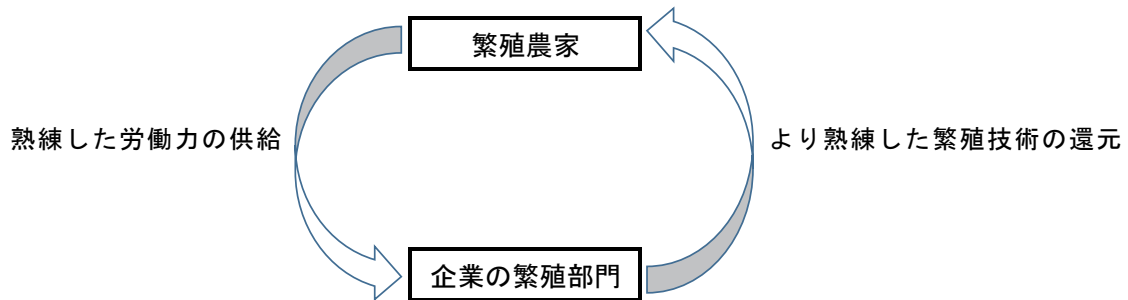 繁殖農家
熟練した労働力の供給
より熟練した繁殖技術の還元
企業の繁殖部門